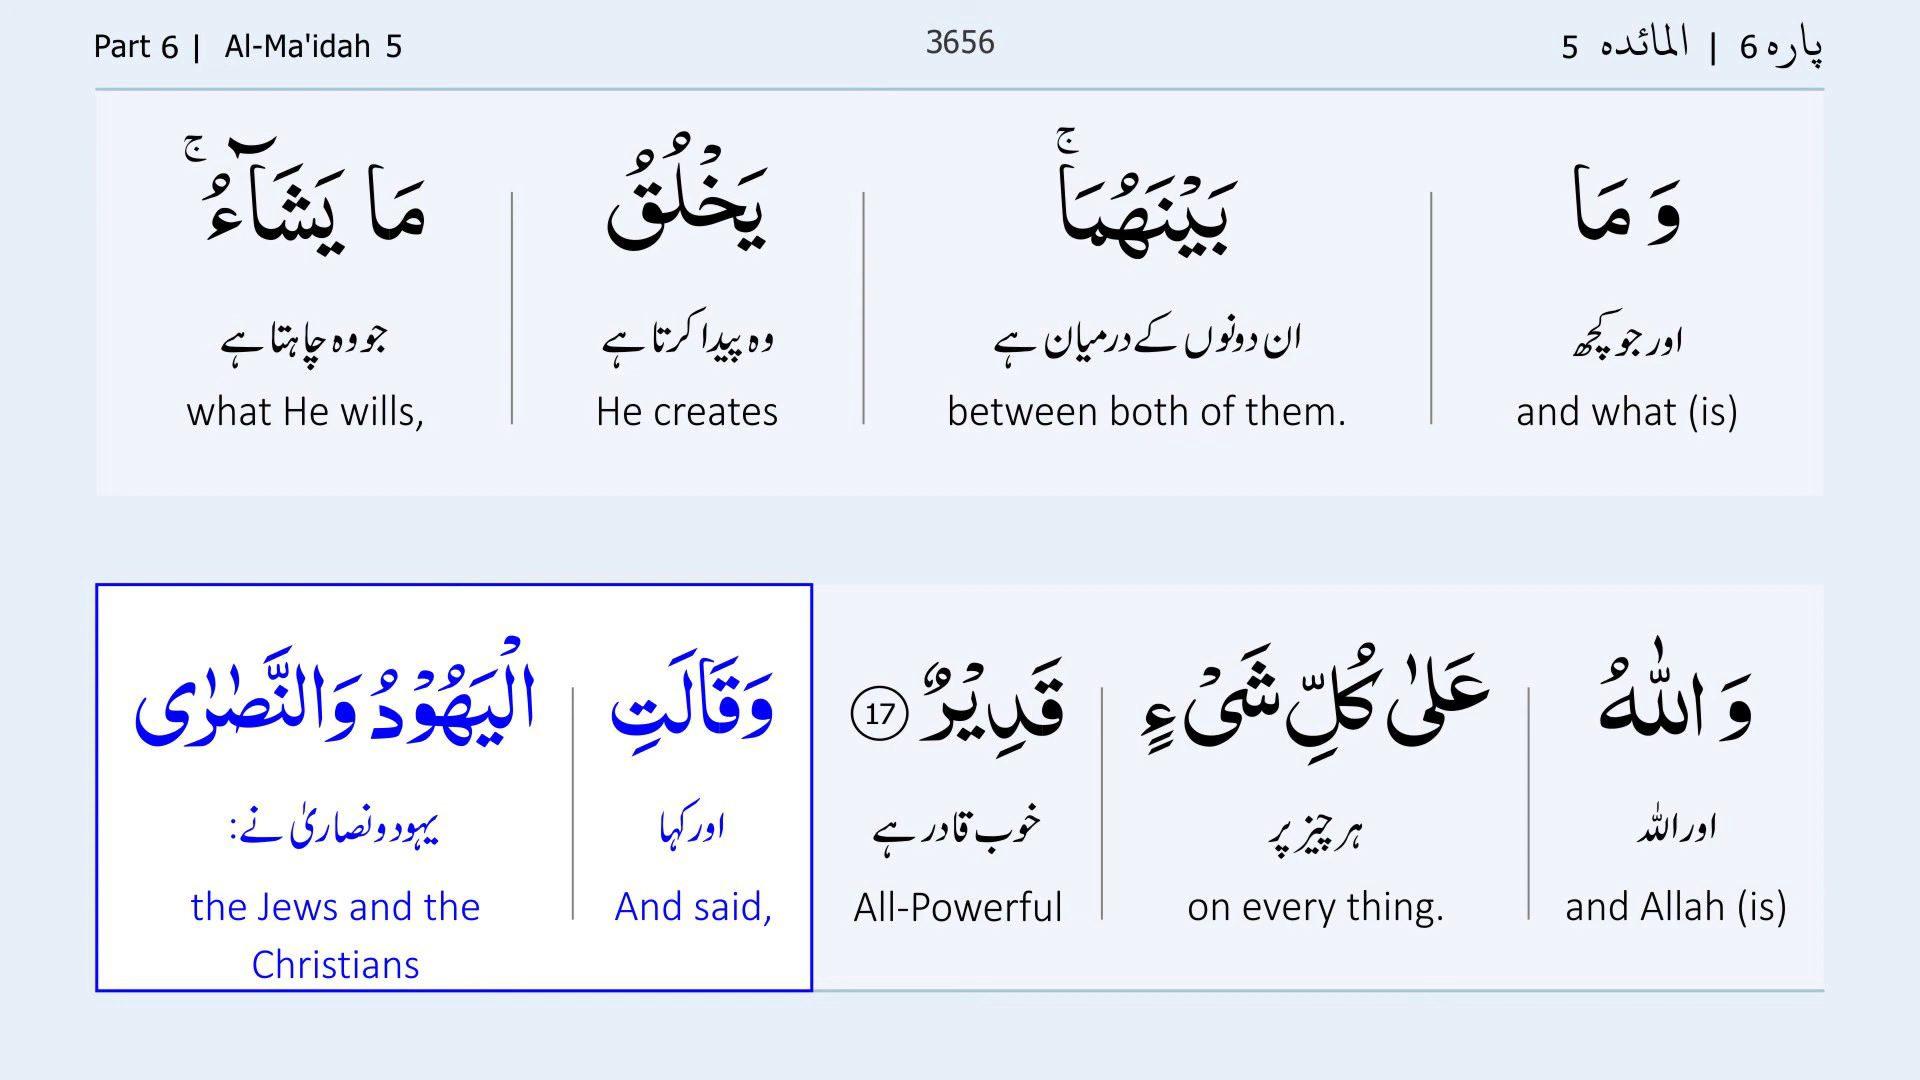 Part 6 | Al-Ma'idah 5
3656
پارہ 6 | المائدہ 5
وَ مَا | بَيْنَهُمَاؕۚ | يَخْلُقُ | مَا يَشَآءُ ۚ
اور جو کچھ | ان دونوں کے درمیان ہے | وہ پیدا کرتا ہے | جو وہ چاہتا ہے
and what (is) | between both of them. | He creates | what He wills,
وَ اللّٰهُ | عَلٰى كُلِّ شَيْءٍ | قَدِيْرٌ 17 | وَقَالَتِ | الْيَهُوْدُ وَالنَّصٰرٰى
اور اللہ | ہر چیز پر | خوب قادر ہے | اور کہا | یہود و نصاریٰ نے:
and Allah (is) | on every thing. | All-Powerful | And said, | the Jews and the
Christians